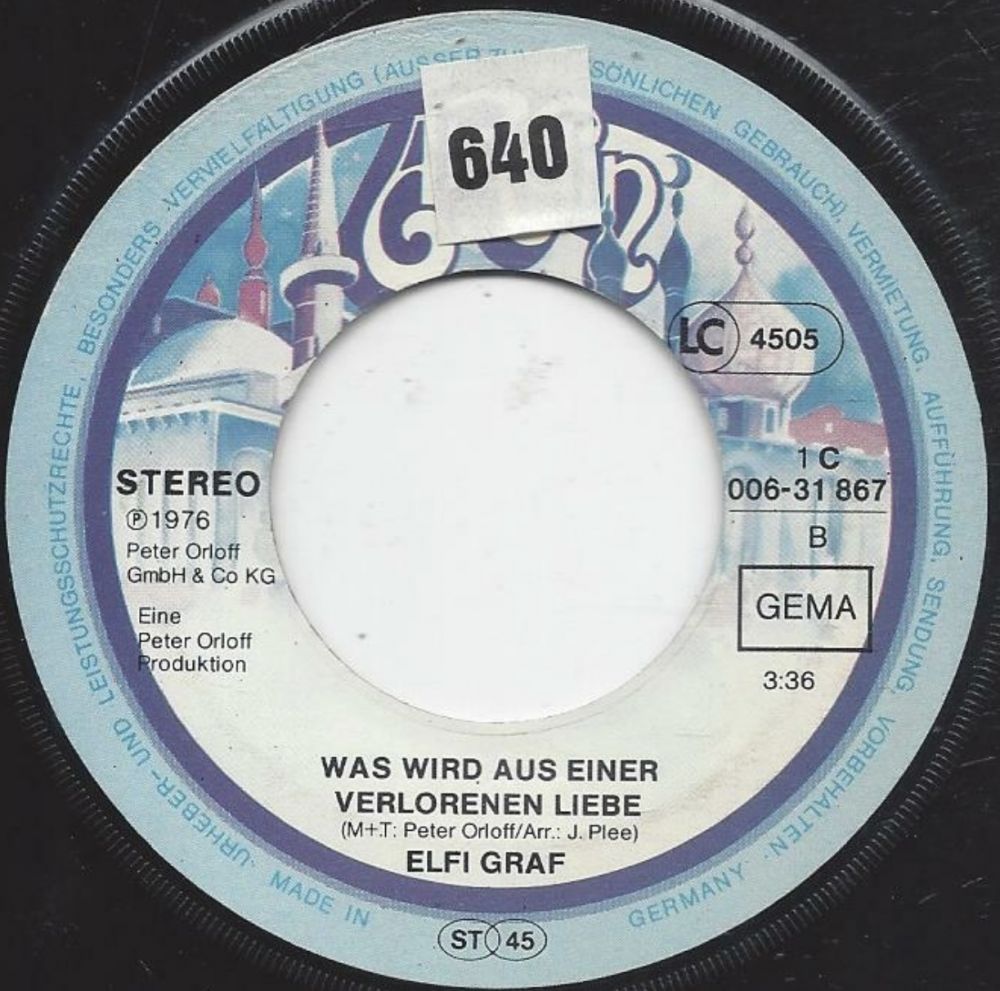 URHEBER- UND LEISTUNGSSCHUTZRECHTE, BESONDERS VERVIELFÄLTIGUNG (AUSSER ZUM SÖNLICHEN GEBRAUCH), VERMIETUNG, AUFFÜHRUNG, SENDUNG, VORBEHALTEN.
640
LC 4505
STEREO
Ⓟ 1976
Peter Orloff
GmbH & Co KG
Eine
Peter Orloff
Produktion
1 C
006-31 867
B
GEMA
3:36
WAS WIRD AUS EINER
VERLORENEN LIEBE
(M+T: Peter Orloff/Arr.: J. Plee)
ELFI GRAF
MADE IN GERMANY
ST 45